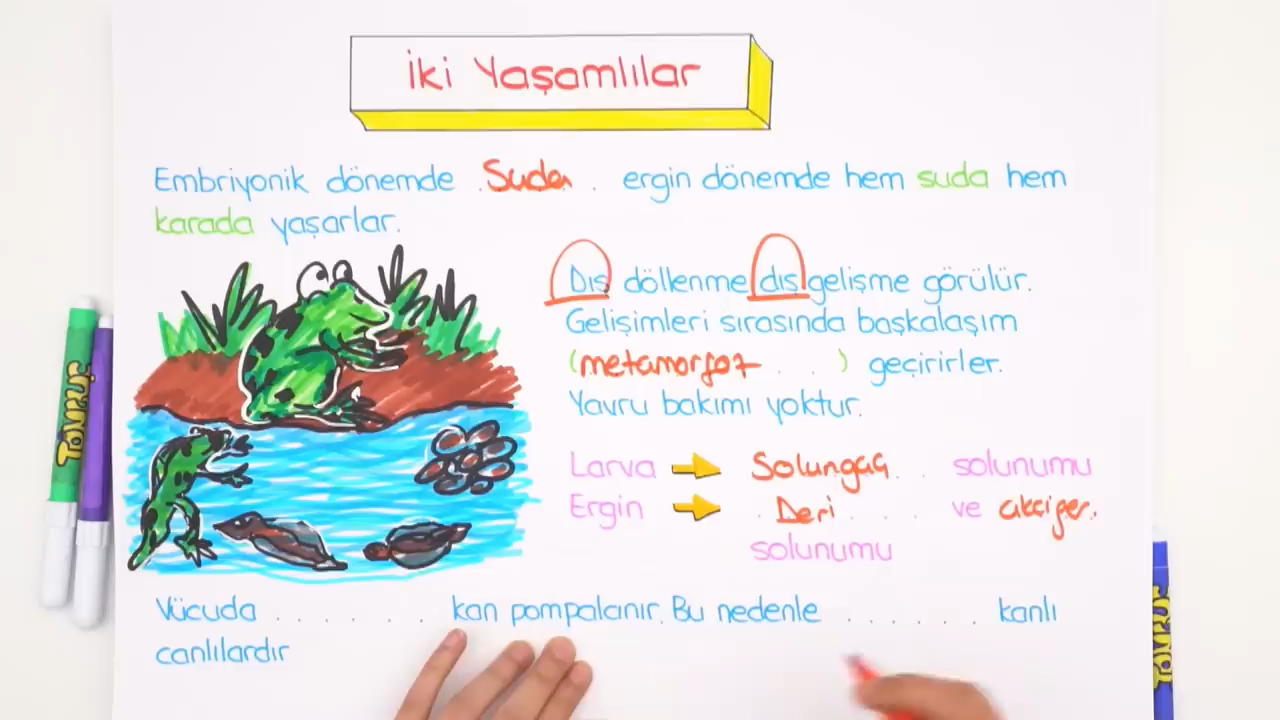 İki Yaşamlılar
Embriyonik dönemde .Suda . ergin dönemde hem suda hem
karada yaşarlar.
Dış döllenme dış gelişme görülür.
Gelişimleri sırasında başkalaşım
(metamorfoz . . ) geçirirler.
Yavru bakımı yoktur.
Larva Solungaç . . solunumu
Ergin . Deri . . . . ve akciğer.
solunumu
Vücuda . . . . . . kan pompalanır. Bu nedenle . . . . . . . kanlı
canlılardır
JUNGUİ
JUNGUİ